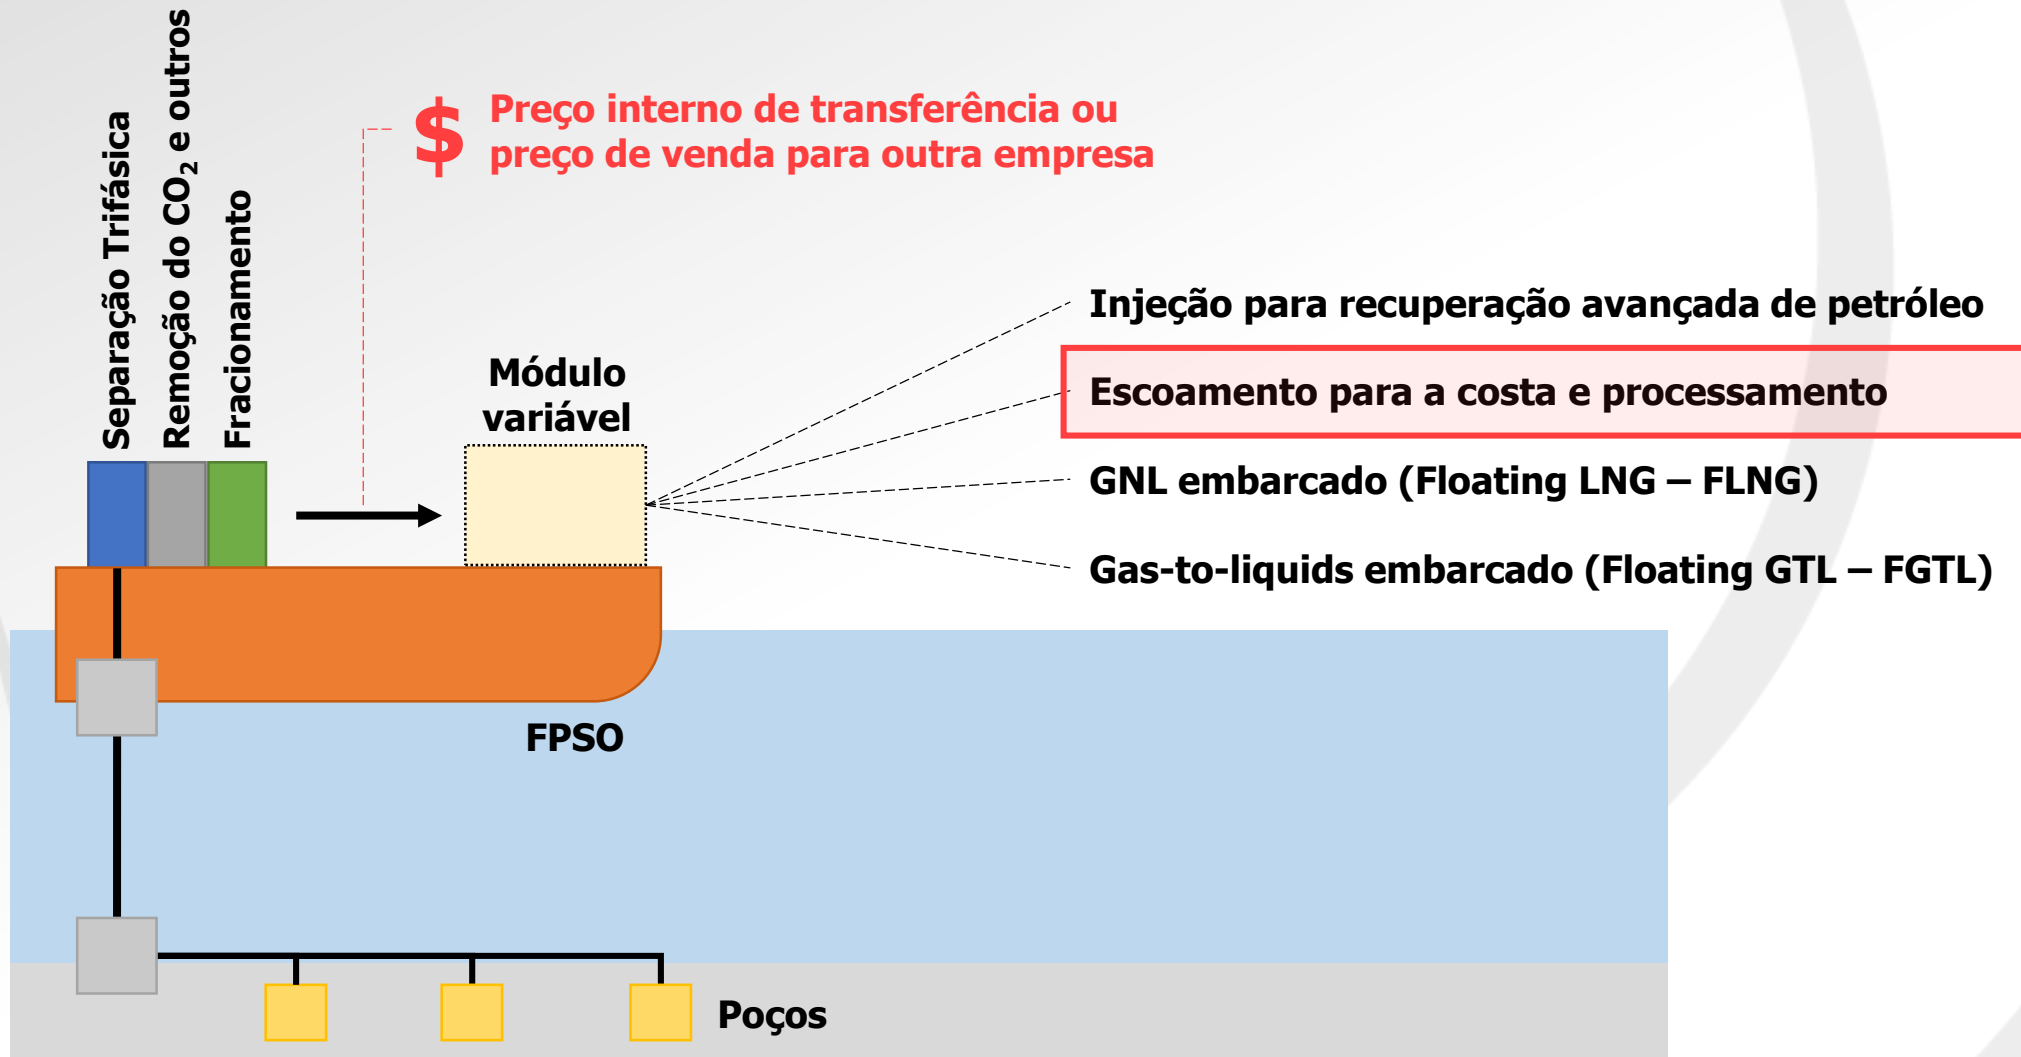 Separação Trifásica
Remoção do CO₂ e outros
Fracionamento
$
Preço interno de transferência ou
preço de venda para outra empresa
Módulo
variável
Injeção para recuperação avançada de petróleo
Escoamento para a costa e processamento
GNL embarcado (Floating LNG – FLNG)
Gas-to-liquids embarcado (Floating GTL – FGTL)
FPSO
Poços